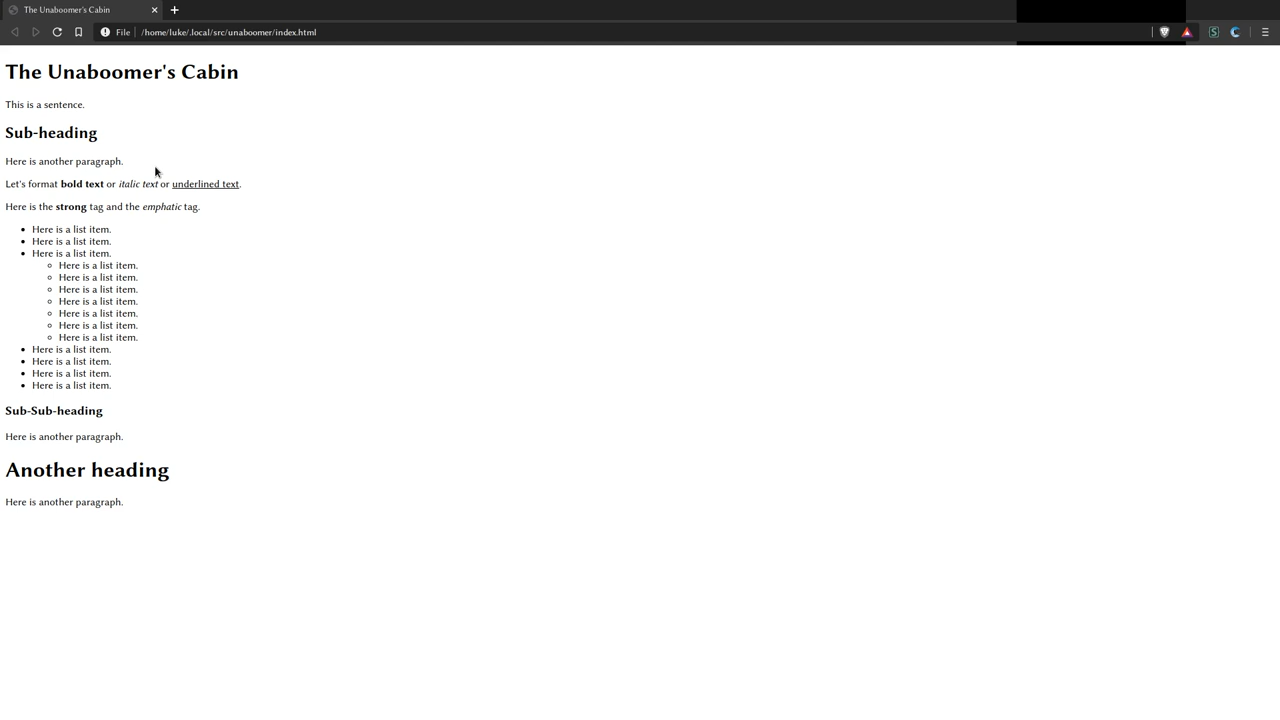 The Unaboomer's Cabin
File /home/luke/.local/src/unaboomer/index.html
The Unaboomer's Cabin
This is a sentence.
Sub-heading
Here is another paragraph.
Let's format bold text or italic text or underlined text.
Here is the strong tag and the emphatic tag.
Here is a list item.
Here is a list item.
Here is a list item.
Here is a list item.
Here is a list item.
Here is a list item.
Here is a list item.
Here is a list item.
Here is a list item.
Here is a list item.
Here is a list item.
Here is a list item.
Here is a list item.
Here is a list item.
Sub-Sub-heading
Here is another paragraph.
Another heading
Here is another paragraph.